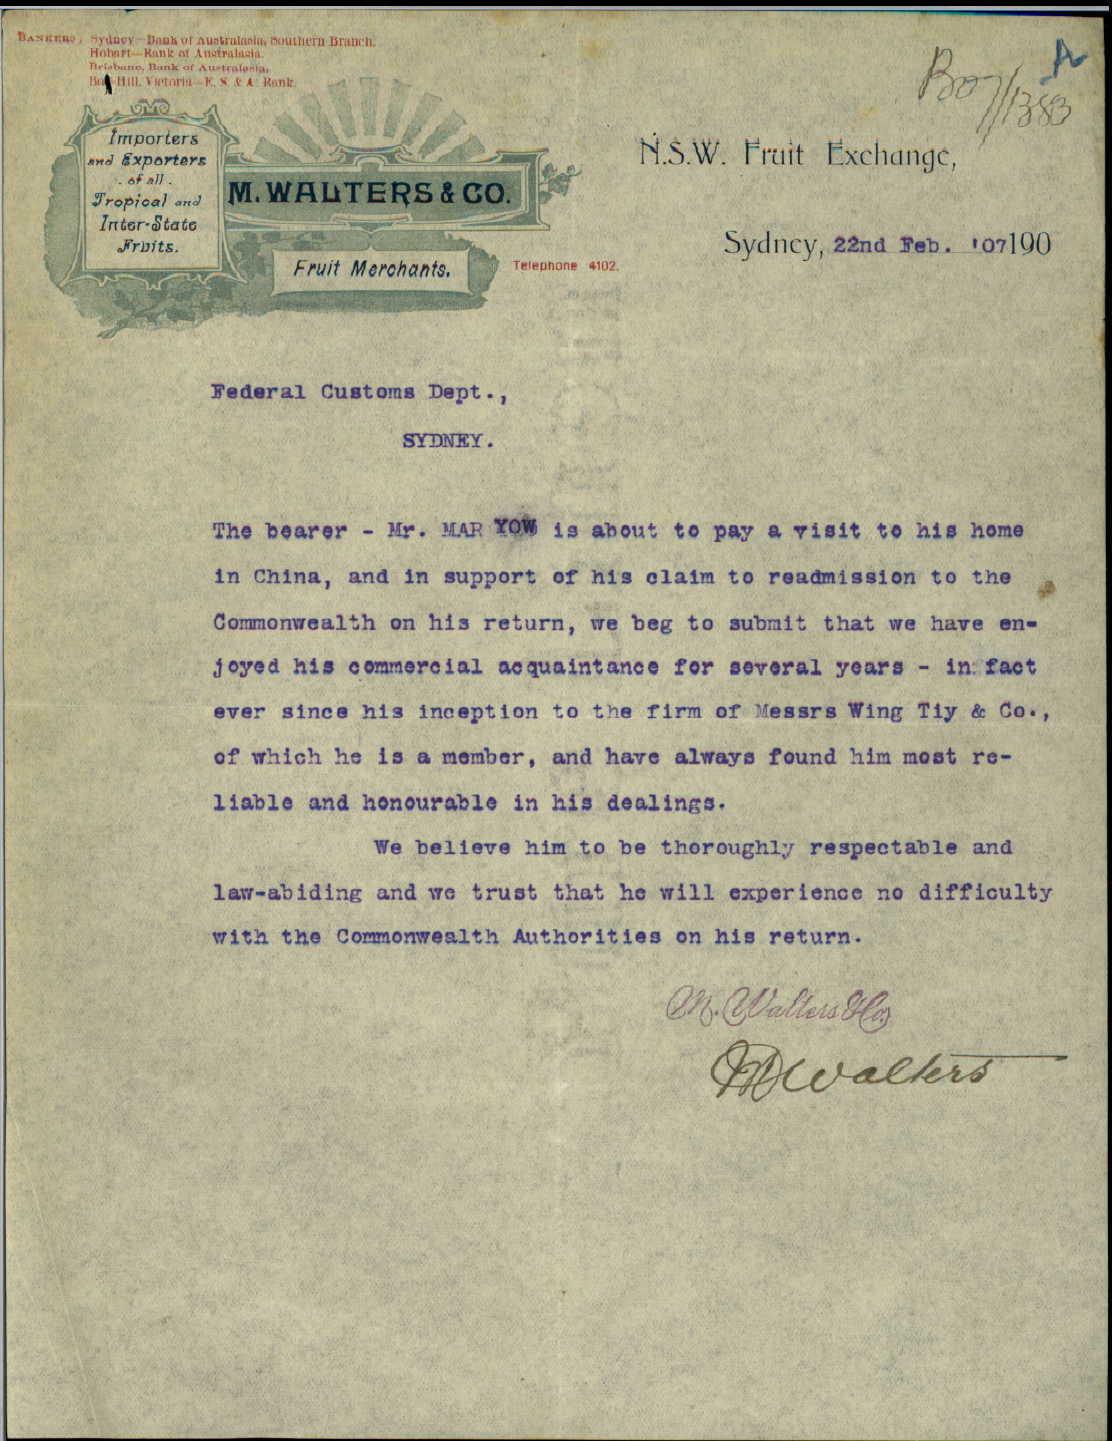 BANKERS, Sydney—Bank of Australasia, Southern Branch.
Hobart—Bank of Australasia.
Brisbane, Bank of Australasia,
Box Hill, Victoria—E. S. & A. Bank.
B07/1383
A
Importers
and Exporters
. of all .
Tropical and
Inter-State
Fruits.
M. WALTERS & CO.
Fruit Merchants.
Telephone 4102.
N.S.W. Fruit Exchange,
Sydney, 22nd Feb. '07190
Federal Customs Dept.,
SYDNEY.
The bearer - Mr. MAR YOW is about to pay a visit to his home
in China, and in support of his claim to readmission to the
Commonwealth on his return, we beg to submit that we have en-
joyed his commercial acquaintance for several years - in fact
ever since his inception to the firm of Messrs Wing Tiy & Co.,
of which he is a member, and have always found him most re-
liable and honourable in his dealings.
We believe him to be thoroughly respectable and
law-abiding and we trust that he will experience no difficulty
with the Commonwealth Authorities on his return.
M. Walters & Co
M Walters